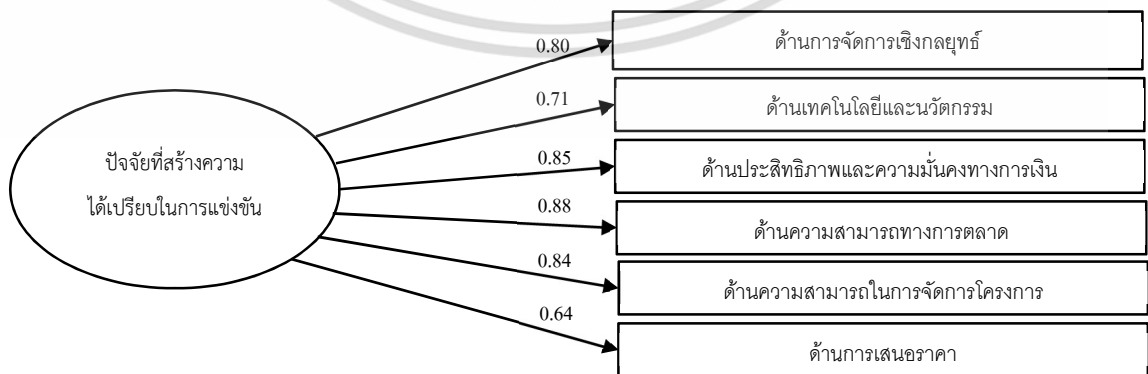 0.80
ด้านการจัดการเชิงกลยุทธ์
0.71
ด้านเทคโนโลยีและนวัตกรรม
ปัจจัยที่สร้างความ
ได้เปรียบในการแข่งขัน
0.85
ด้านประสิทธิภาพและความมั่นคงทางการเงิน
0.88
ด้านความสามารถทางการตลาด
0.84
ด้านความสามารถในการจัดการโครงการ
0.64
ด้านการเสนอราคา